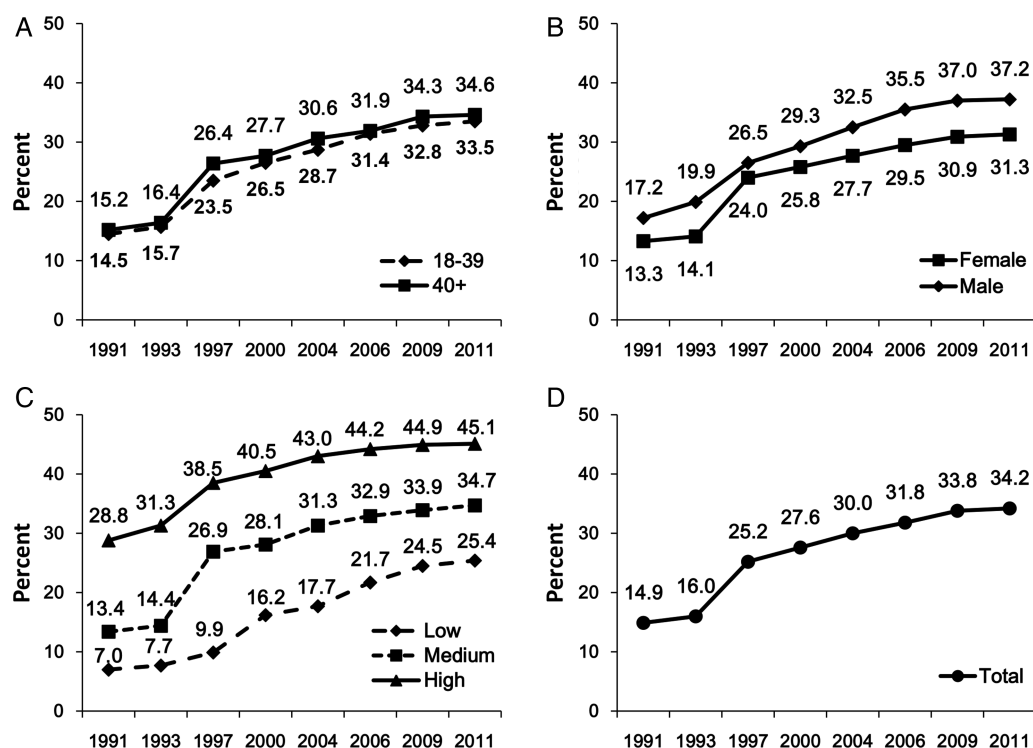 A
Percent
50
40
30
20
10
0
15.2 16.4 26.4 27.7 30.6 31.9 34.3 34.6
14.5 15.7 23.5 26.5 28.7 31.4 32.8 33.5
18-39
40+
1991 1993 1997 2000 2004 2006 2009 2011
B
Percent
50
40
30
20
10
0
17.2 19.9 26.5 29.3 32.5 35.5 37.0 37.2
13.3 14.1 24.0 25.8 27.7 29.5 30.9 31.3
Female
Male
1991 1993 1997 2000 2004 2006 2009 2011
C
Percent
50
40
30
20
10
0
28.8 31.3 38.5 40.5 43.0 44.2 44.9 45.1
13.4 14.4 26.9 28.1 31.3 32.9 33.9 34.7
7.0 7.7 9.9 16.2 17.7 21.7 24.5 25.4
Low
Medium
High
1991 1993 1997 2000 2004 2006 2009 2011
D
Percent
50
40
30
20
10
0
14.9 16.0 25.2 27.6 30.0 31.8 33.8 34.2
Total
1991 1993 1997 2000 2004 2006 2009 2011